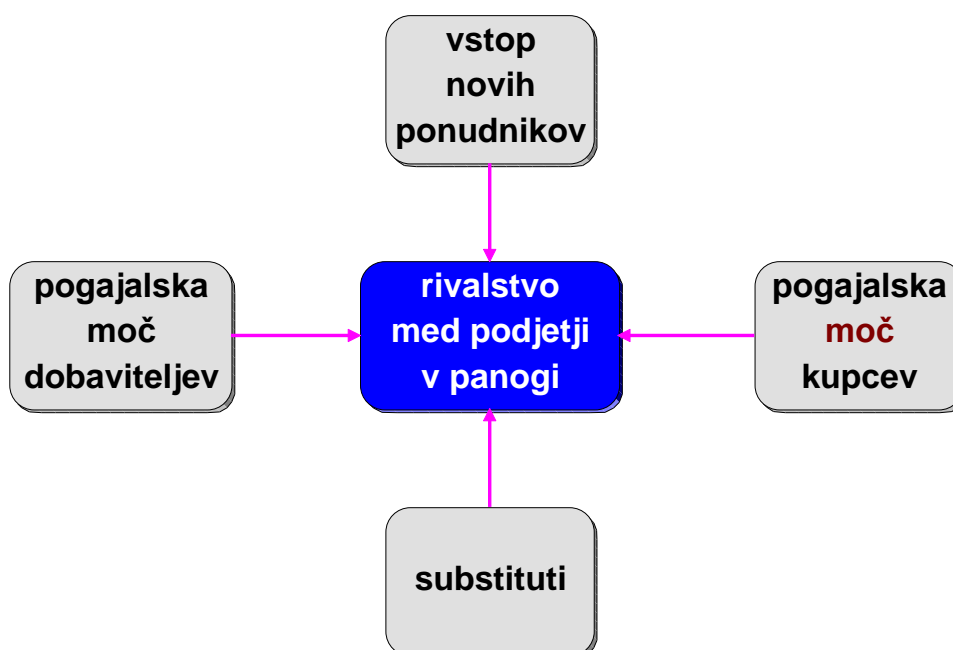 vstop
novih
ponudnikov
pogajalska
moč
dobaviteljev
rivalstvo
med podjetji
v panogi
pogajalska
moč
kupcev
substituti